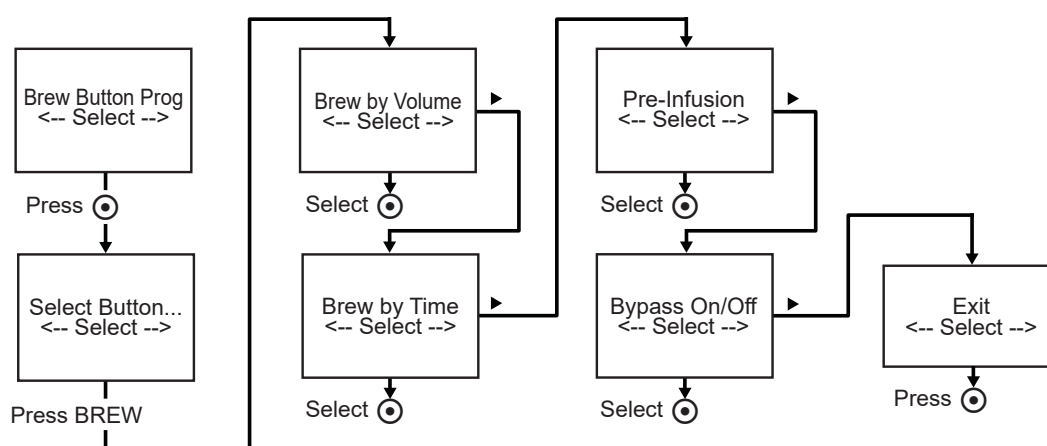 Brew Button Prog
<-- Select -->
Press
Select Button...
<-- Select -->
Press BREW
Brew by Volume
<-- Select -->
Select
Brew by Time
<-- Select -->
Select
Pre-Infusion
<-- Select -->
Select
Bypass On/Off
<-- Select -->
Select
Exit
<-- Select -->
Press